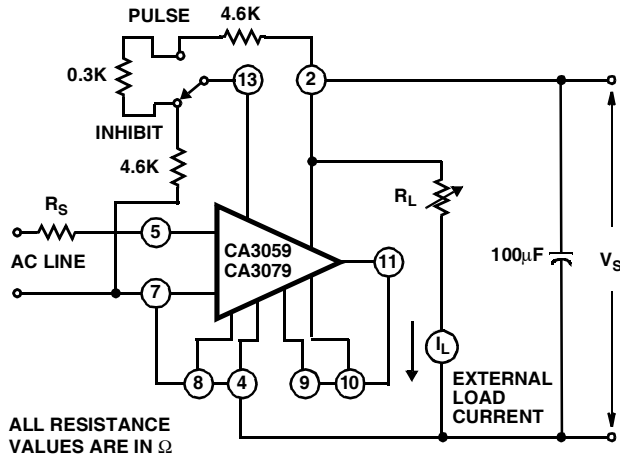 PULSE
4.6K
0.3K
13
2
INHIBIT
4.6K
R_L
R_S
5
CA3059
CA3079
11
100μF
V_S
AC LINE
7
I_L
8
4
9
10
EXTERNAL
LOAD
CURRENT
ALL RESISTANCE
VALUES ARE IN Ω